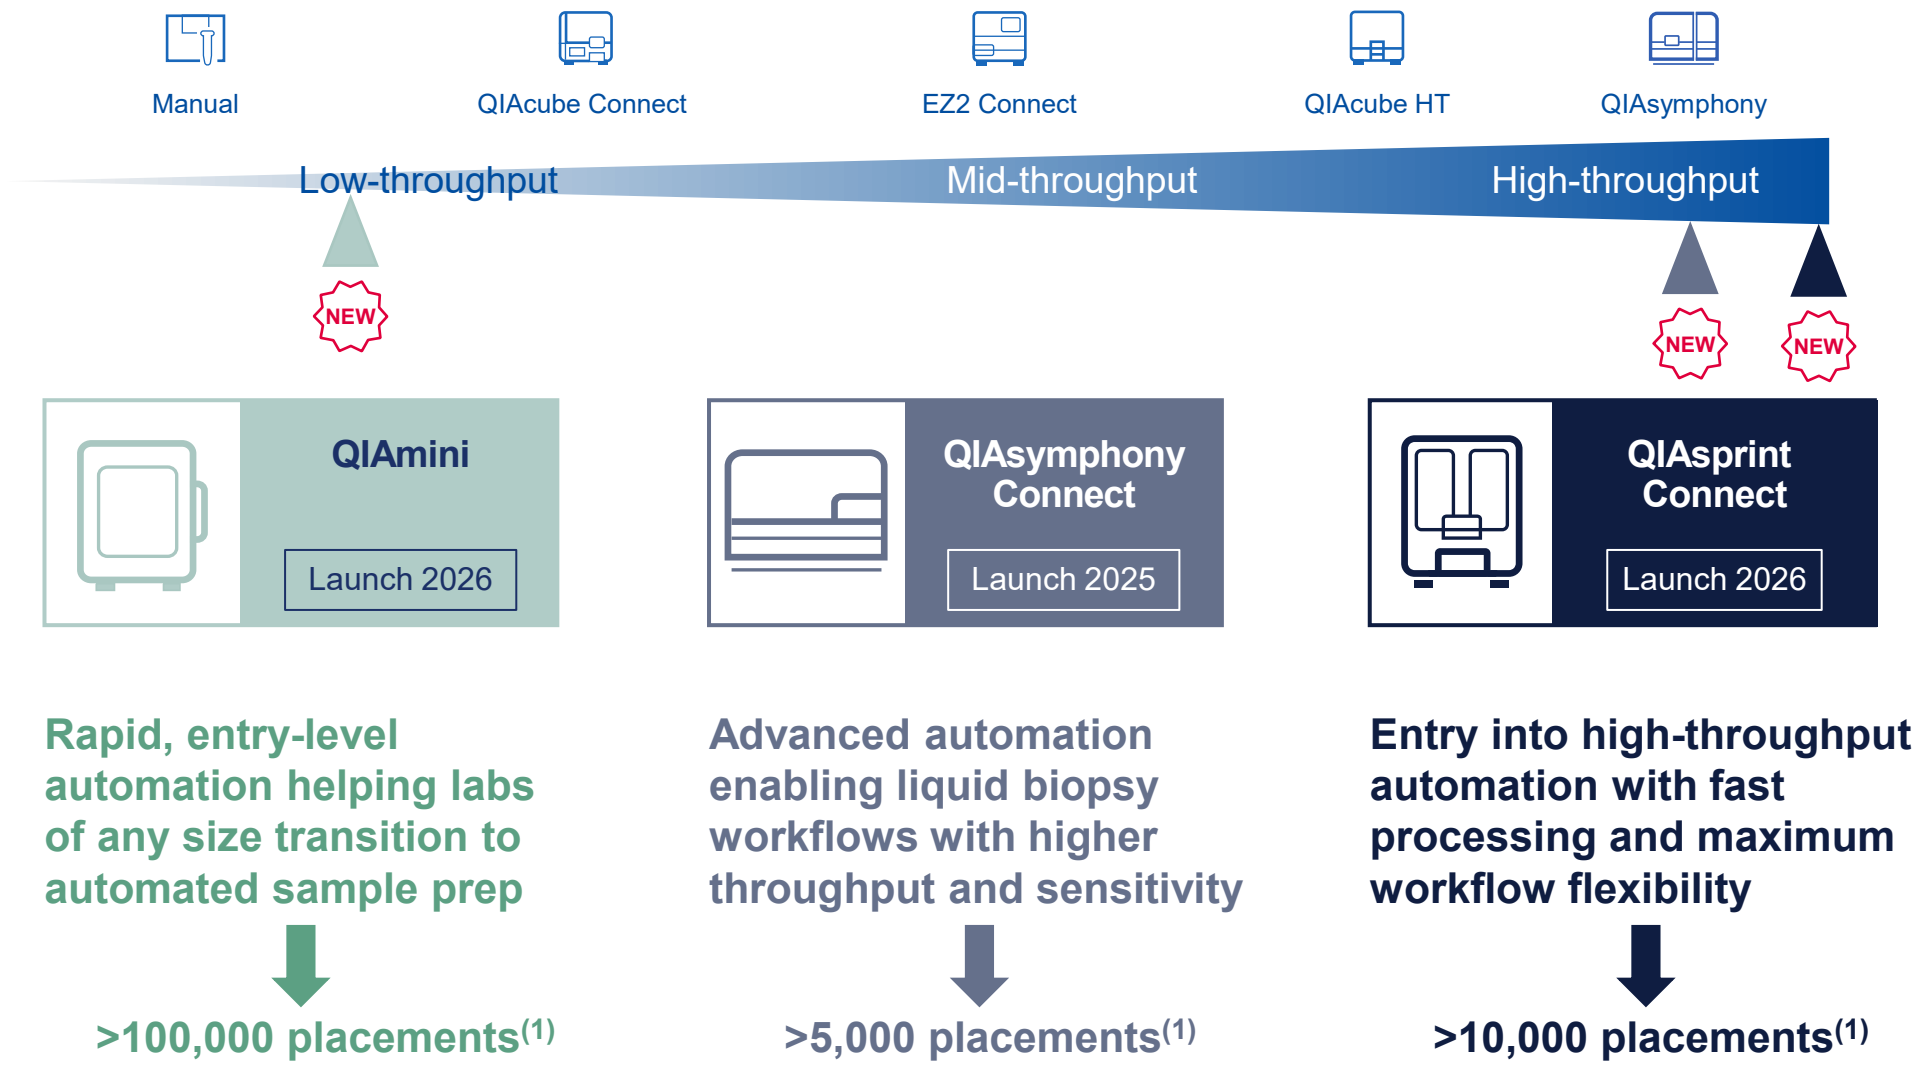 Manual
QIAcube Connect
EZ2 Connect
QIAcube HT
QIAsymphony
Low-throughput
Mid-throughput
High-throughput
NEW
NEW
NEW
QIAmini
Launch 2026
QIAsymphony
Connect
Launch 2025
QIAsprint
Connect
Launch 2026
Rapid, entry-level
automation helping labs
of any size transition to
automated sample prep
>100,000 placements(1)
Advanced automation
enabling liquid biopsy
workflows with higher
throughput and sensitivity
>5,000 placements(1)
Entry into high-throughput
automation with fast
processing and maximum
workflow flexibility
>10,000 placements(1)